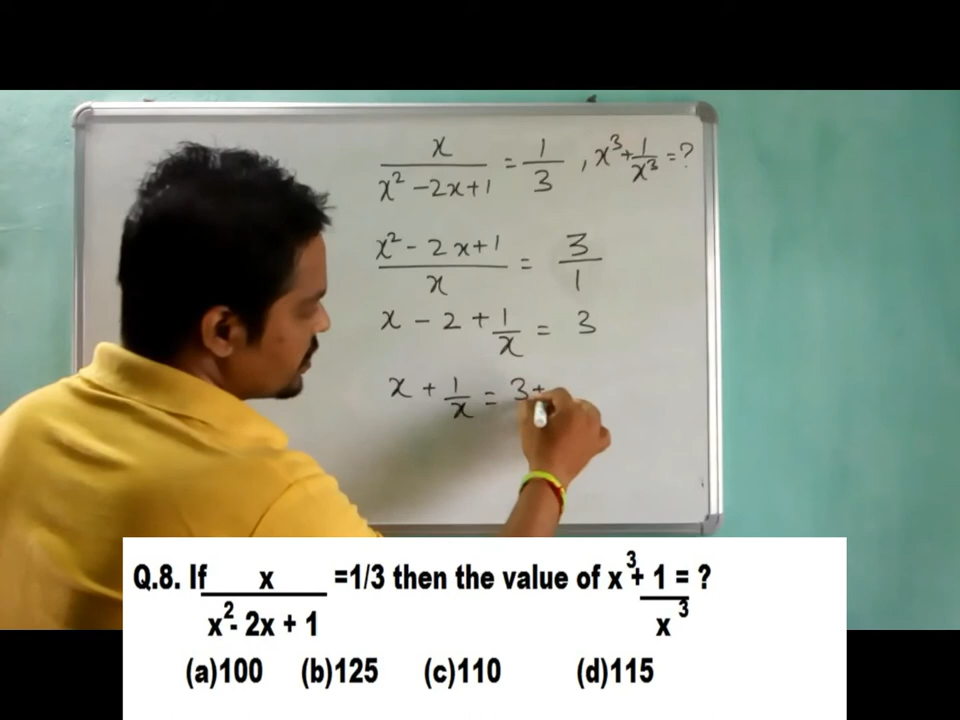 x/(x² - 2x + 1) = 1/3 , x³ + 1/x³ = ?
(x² - 2x + 1)/x = 3/1
x - 2 + 1/x = 3
x + 1/x = 3+
Q.8. If x/(x² - 2x + 1) =1/3 then the value of x³ + 1/x³ = ?
(a)100 (b)125 (c)110 (d)115